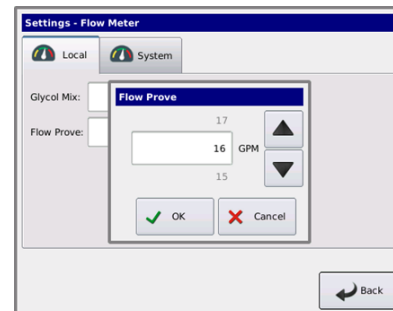 Settings - Flow Meter
Local
System
Glycol Mix:
Flow Prove
17
Flow Prove:
16 GPM
15
OK
Cancel
Back